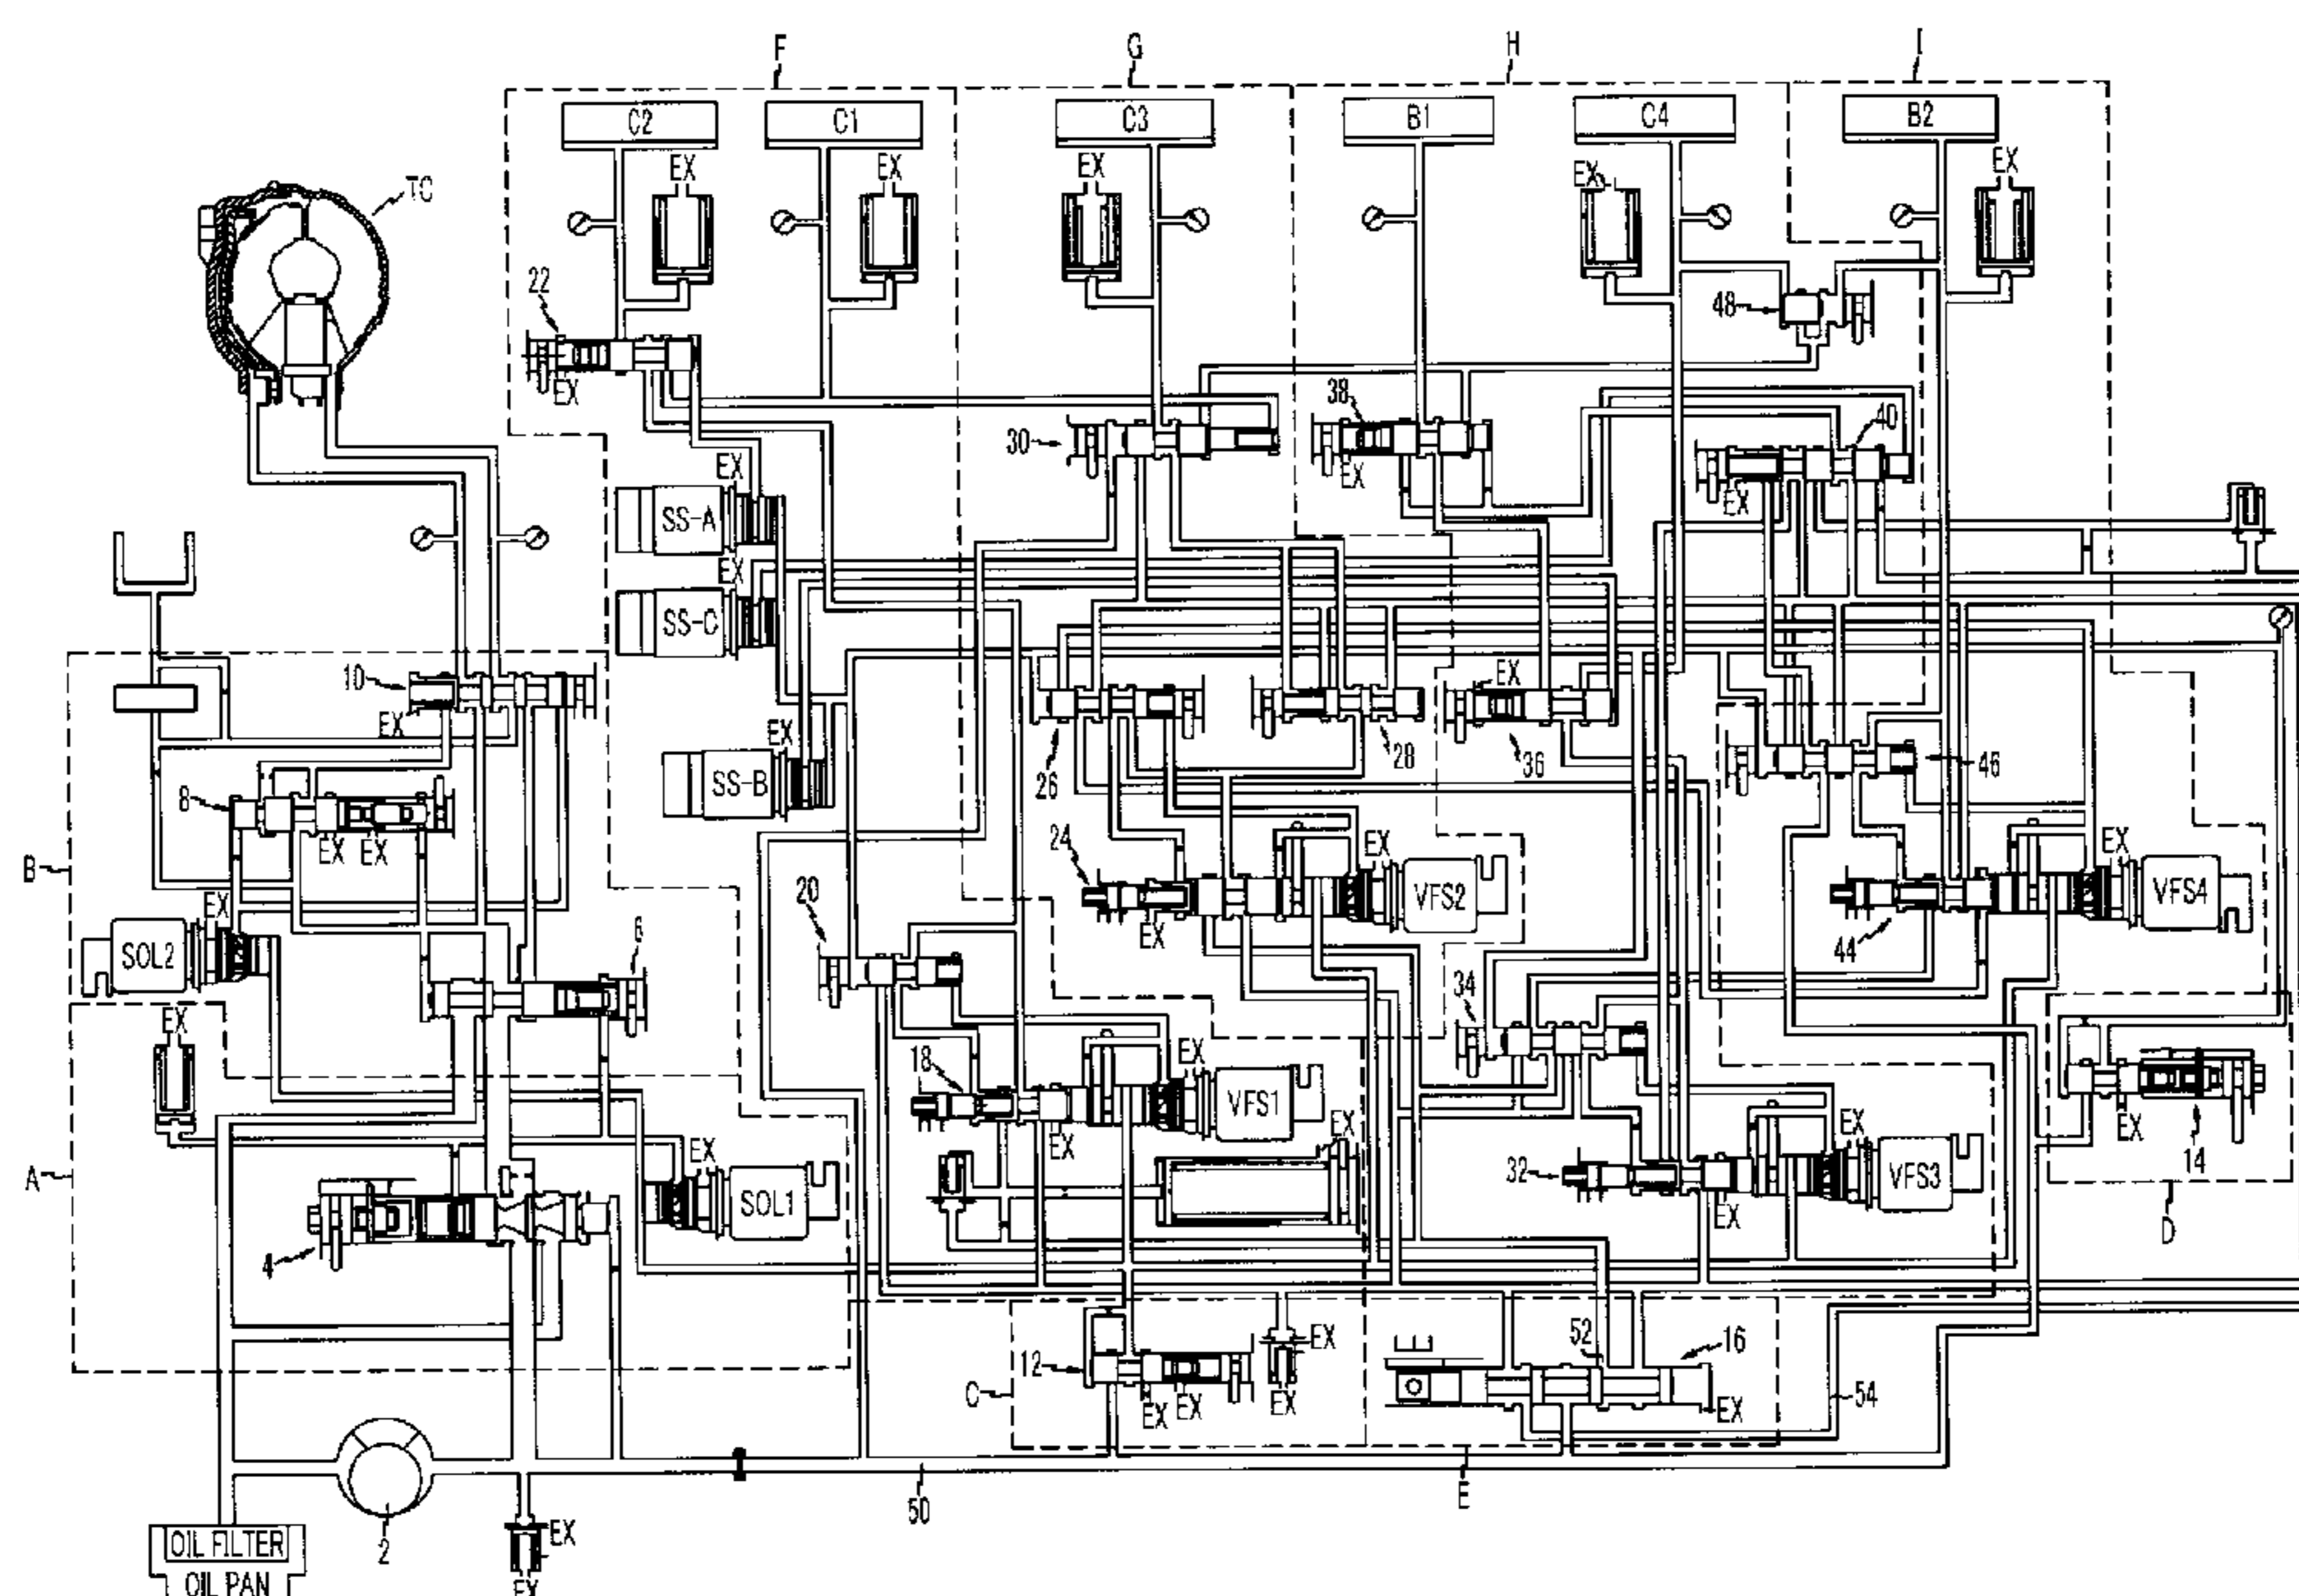 F
G
H
I
C2
C1
C3
B1
C4
B2
EX
EX
EX
EX
EX
TC
22
48
EX
38
40
30
EX
EX
EX
SS-A
EX
SS-C
10
EX
EX
EX
SS-B
26
28
36
46
8
EX
EX
B
24
EX
VFS2
EX
VFS4
EX
20
EX
44
SOL2
6
34
EX
18
EX
VFS1
EX
14
EX
A
EX
EX
EX
32
VFS3
EX
D
SOL1
4
52
16
12
EX
C
EX
EX
EX
EX
54
E
50
OIL FILTER
2
EX
OIL PAN
EX